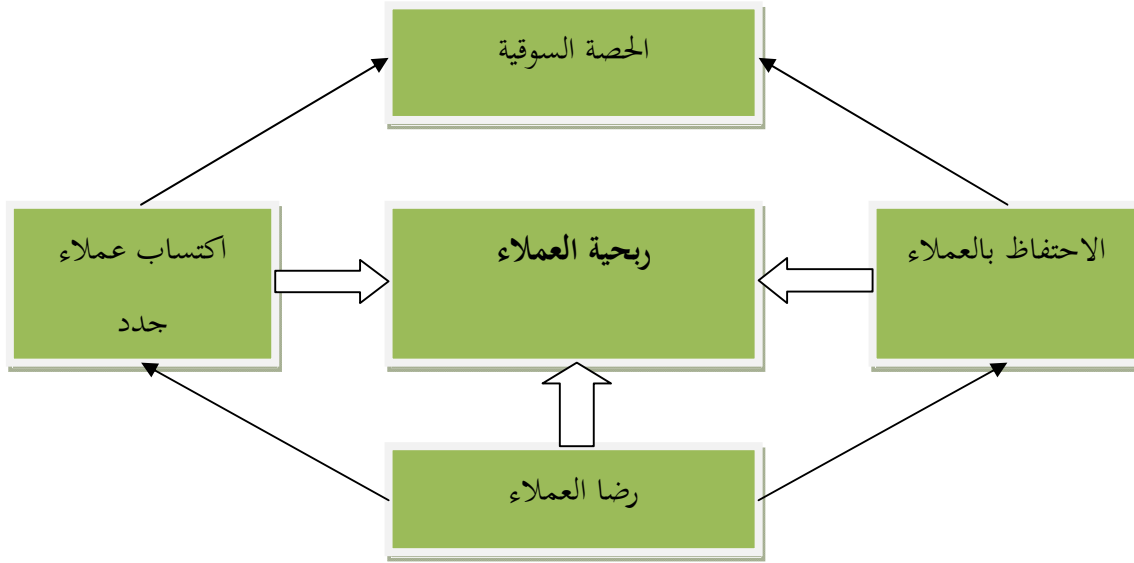 الحصة السوقية
الاحتفاظ بالعملاء
ربحية العملاء
اكتساب عملاء
جدد
رضا العملاء